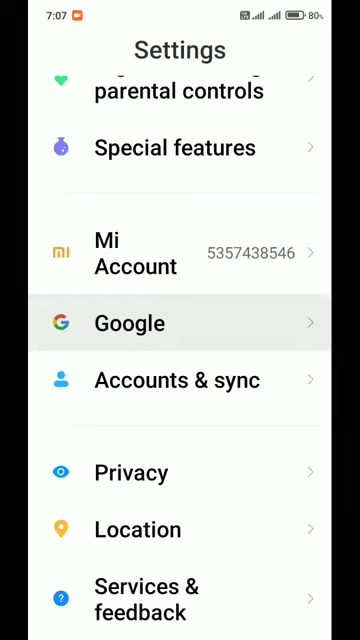 7:07 80%
Settings
parental controls
Special features
Mi
Account 5357438546
Google
Accounts & sync
Privacy
Location
Services &
feedback